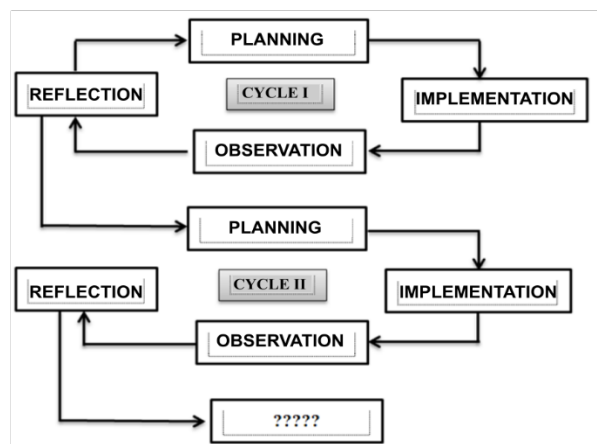 PLANNING
REFLECTION
CYCLE I
IMPLEMENTATION
OBSERVATION
PLANNING
REFLECTION
CYCLE II
IMPLEMENTATION
OBSERVATION
?????